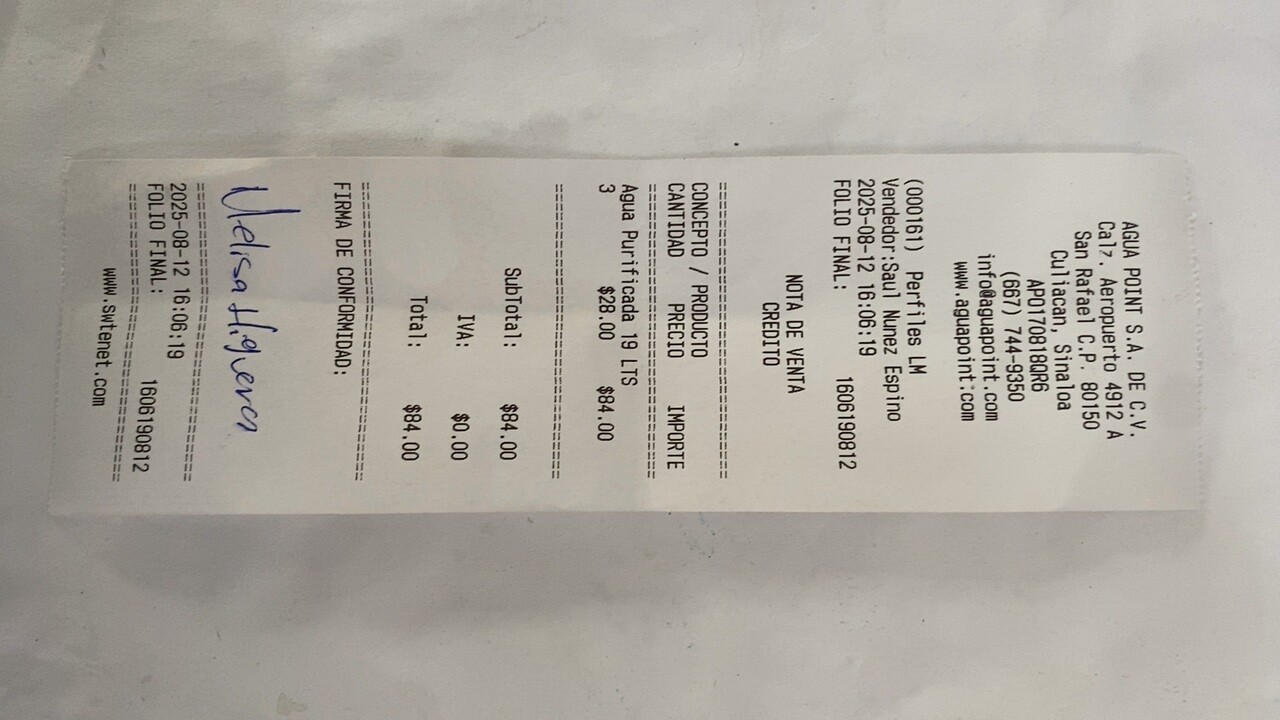 AGUA POINT S.A. DE C.V.
Calz. Aeropuerto 4912 A
San Rafael C.P. 80150
Culiacan, Sinaloa
APO170818QR6
(667) 744-9350
info@aguapoint.com
www.aguapoint.com
(000161) Perfiles LM
Vendedor:Saul Nunez Espino
2025-08-12 16:06:19
FOLIO FINAL: 1606190812
NOTA DE VENTA
CREDITO
CONCEPTO / PRODUCTO
CANTIDAD PRECIO IMPORTE
Agua Purificada 19 LTS
3 $28.00 $84.00
SubTotal: $84.00
IVA: $0.00
Total: $84.00
FIRMA DE CONFORMIDAD:
Melisa Higuera
2025-08-12 16:06:19
FOLIO FINAL: 1606190812
www.swtenet.com